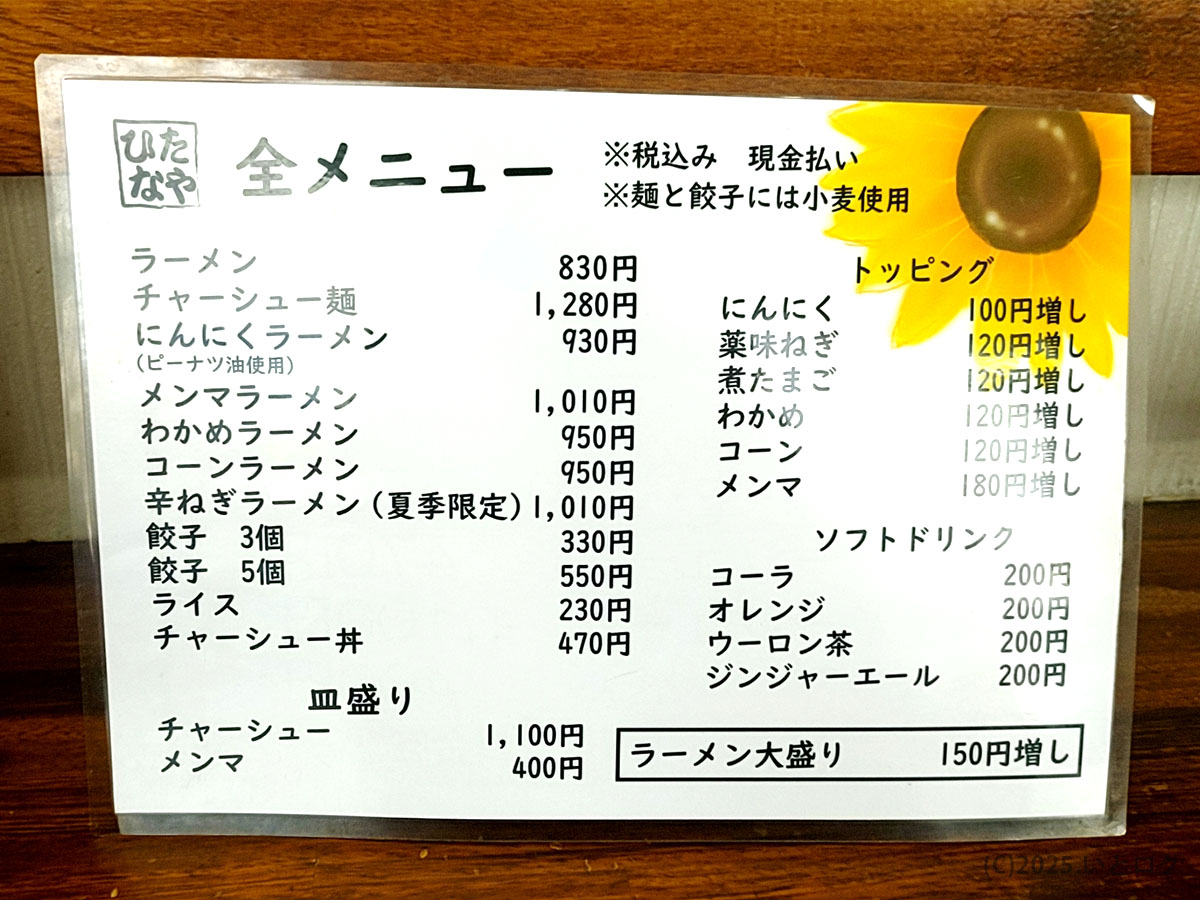 ひた
なや
全メニュー
※税込み 現金払い
※麺と餃子には小麦使用
ラーメン 830円
チャーシュー麺 1,280円
にんにくラーメン 930円
(ピーナツ油使用)
メンマラーメン 1,010円
わかめラーメン 950円
コーンラーメン 950円
辛ねぎラーメン(夏季限定) 1,010円
餃子 3個 330円
餃子 5個 550円
ライス 230円
チャーシュー丼 470円
皿盛り
チャーシュー 1,100円
メンマ 400円
トッピング
にんにく 100円増し
薬味ねぎ 120円増し
煮たまご 120円増し
わかめ 120円増し
コーン 120円増し
メンマ 180円増し
ソフトドリンク
コーラ 200円
オレンジ 200円
ウーロン茶 200円
ジンジャーエール 200円
ラーメン大盛り 150円増し
(C)2025